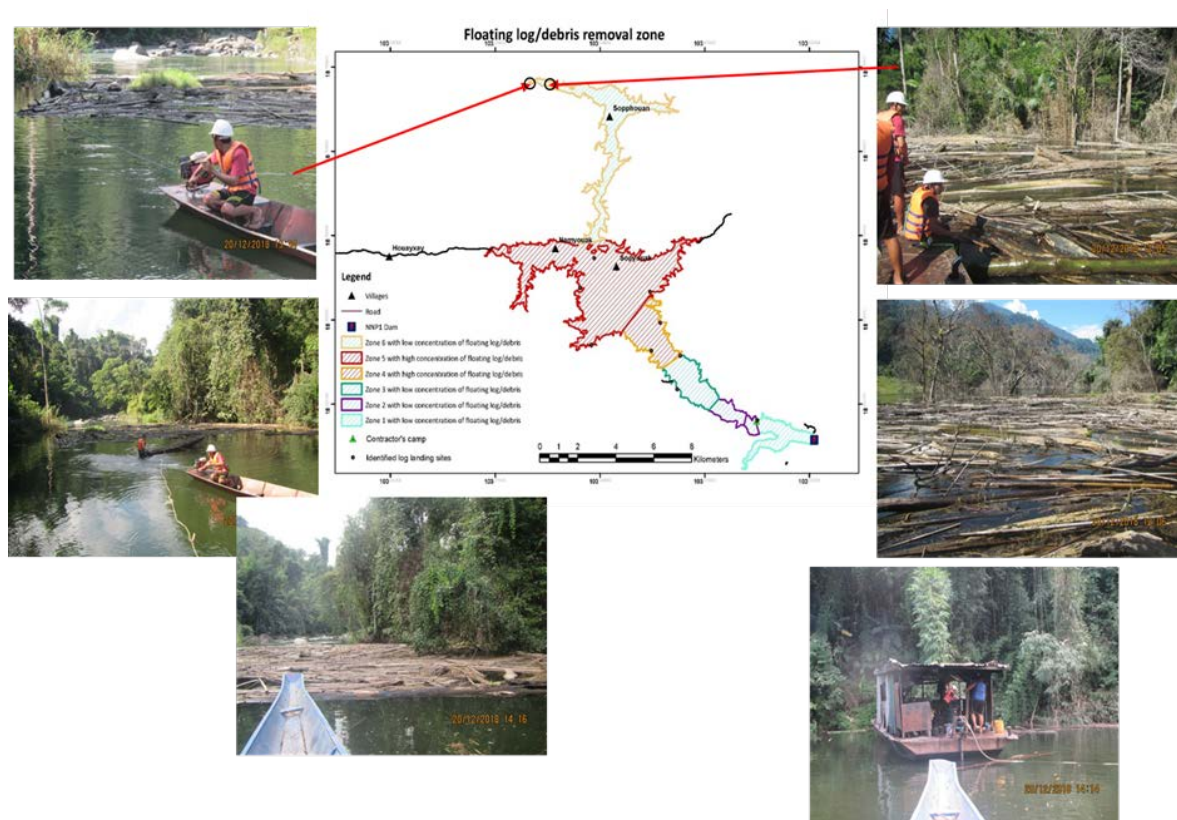 Floating log/debris removal zone
Sopphouan
Houayxay
Legend
Villages
Road
NNP1 Dam
Zone 6 with low concentration of floating log/debris
Zone 5 with high concentration of floating log/debris
Zone 4 with high concentration of floating log/debris
Zone 3 with low concentration of floating log/debris
Zone 2 with low concentration of floating log/debris
Zone 1 with low concentration of floating log/debris
Contractor's camp
Identified log landing sites
0 1 2 4 6 8
Kilometers
20/12/2018
20/12/2018 14:16
20/12/2018 14:14